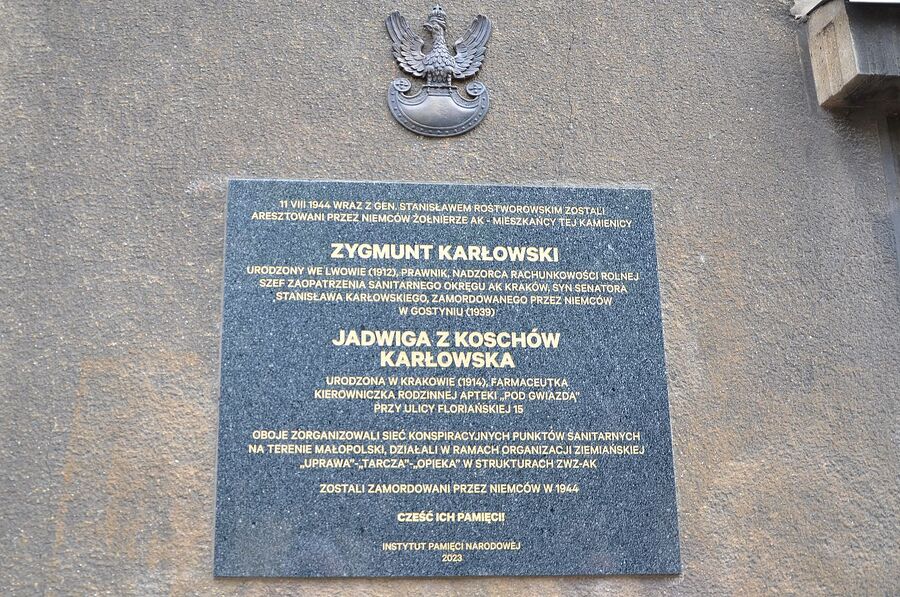 11 VIII 1944 WRAZ Z GEN. STANISŁAWEM ROSTWOROWSKIM ZOSTALI
ARESZTOWANI PRZEZ NIEMCÓW ŻOŁNIERZE AK - MIESZKAŃCY TEJ KAMIENICY
ZYGMUNT KARŁOWSKI
URODZONY WE LWOWIE (1912), PRAWNIK, NADZORCA RACHUNKOWOŚCI ROLNEJ
SZEF ZAOPATRZENIA SANITARNEGO OKRĘGU AK KRAKÓW, SYN SENATORA
STANISŁAWA KARŁOWSKIEGO, ZAMORDOWANEGO PRZEZ NIEMCÓW
W GOSTYNIU (1939)
JADWIGA Z KOSCHÓW
KARŁOWSKA
URODZONA W KRAKOWIE (1914), FARMACEUTKA
KIEROWNICZKA RODZINNEJ APTEKI „POD GWIAZDĄ"
PRZY ULICY FLORIAŃSKIEJ 15
OBOJE ZORGANIZOWALI SIEĆ KONSPIRACYJNYCH PUNKTÓW SANITARNYCH
NA TERENIE MAŁOPOLSKI, DZIAŁALI W RAMACH ORGANIZACJI ZIEMIAŃSKIEJ
„UPRAWA"-„TARCZA"-„OPIEKA" W STRUKTURACH ZWZ-AK
ZOSTALI ZAMORDOWANI PRZEZ NIEMCÓW W 1944
CZEŚĆ ICH PAMIĘCI!
INSTYTUT PAMIĘCI NARODOWEJ
2023